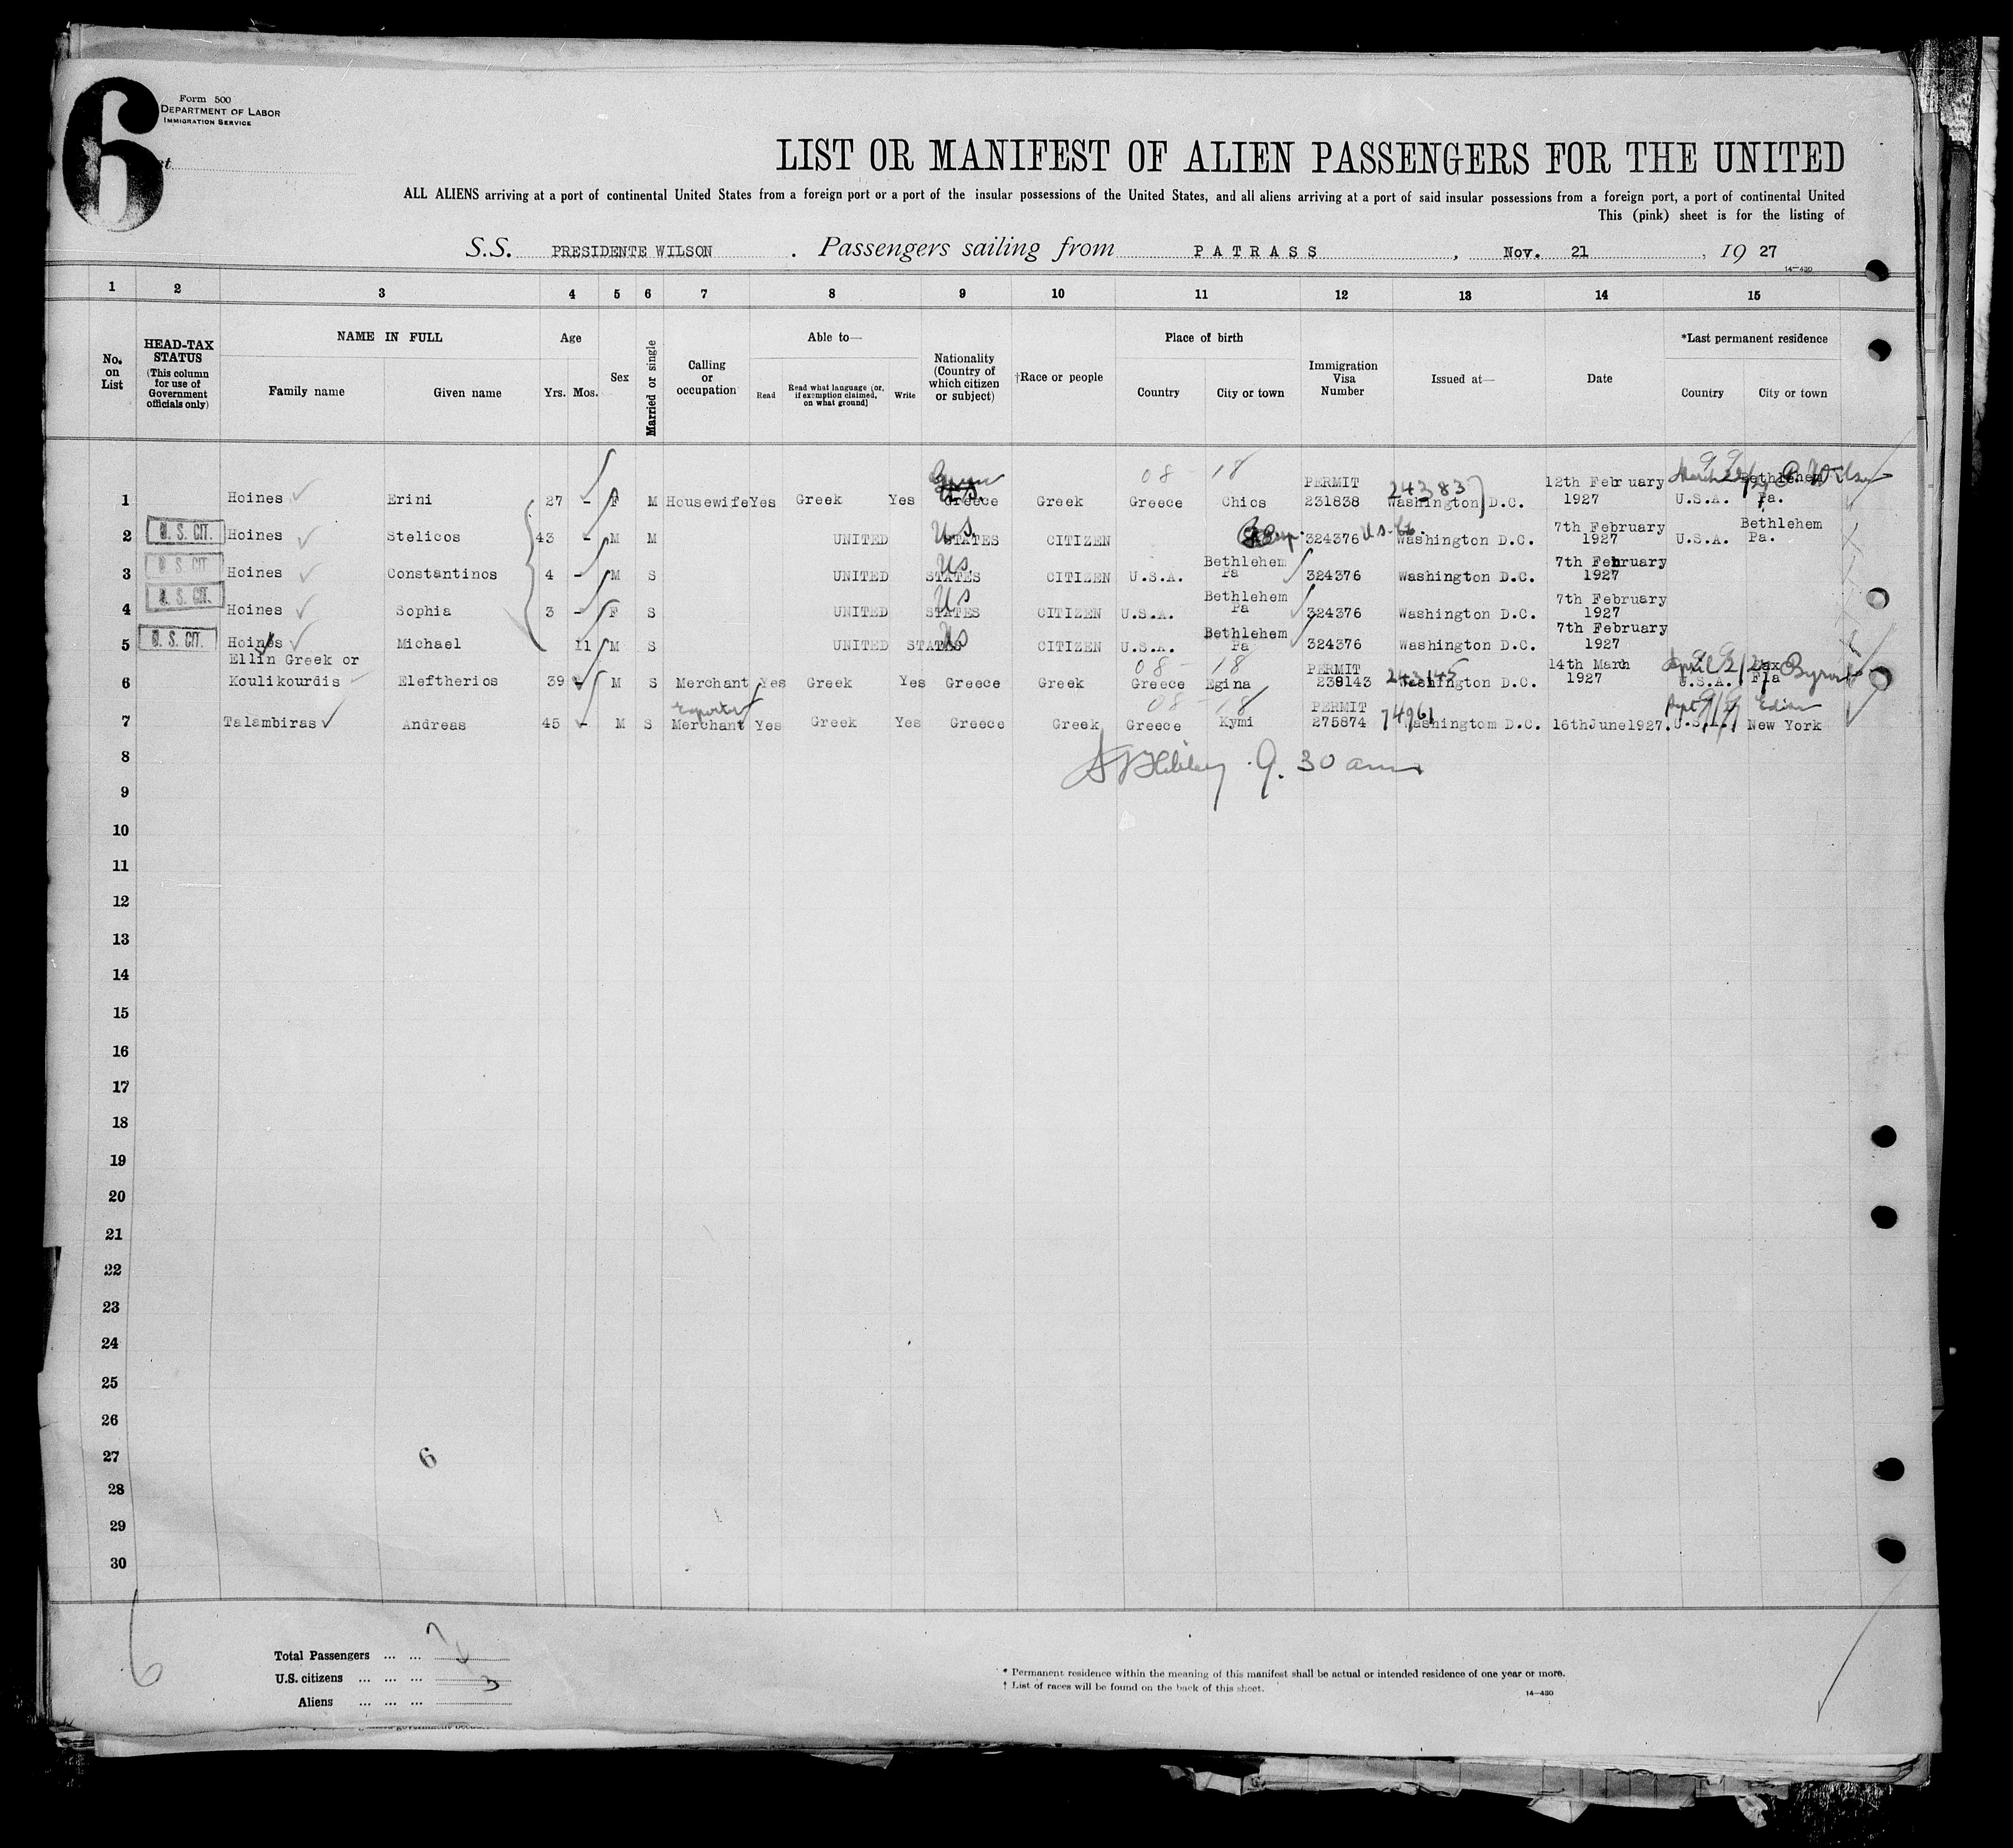 6
Form 500
DEPARTMENT OF LABOR
IMMIGRATION SERVICE
LIST OR MANIFEST OF ALIEN PASSENGERS FOR THE UNITED
ALL ALIENS arriving at a port of continental United States from a foreign port or a port of the insular possessions of the United States, and all aliens arriving at a port of said insular possessions from a foreign port, a port of continental United
This (pink) sheet is for the listing of
S.S. PRESIDENTE WILSON . Passengers sailing from PATRASS , Nov. 21 , 19 27
14—430
1 2 3 4 5 6 7 8 9 10 11 12 13 14 15
No. on List
HEAD-TAX STATUS (This column for use of Government officials only)
NAME IN FULL
Family name Given name
Age
Yrs. Mos.
Sex
Married or single
Calling or occupation
Able to—
Read Read what language [or, if exemption claimed, on what ground] Write
Nationality (Country of which citizen or subject)
†Race or people
Place of birth
Country City or town
Immigration Visa Number
Issued at—
Date
*Last permanent residence
Country City or town
08 - 18
1 Hoines Erini 27 - F M Housewife Yes Greek Yes Greece Greek Greece Chios PERMIT 231838 24383 Washington D.C. 12th February 1927 U.S.A. Bethlehem Pa.
2 U. S. CIT. Hoines Stelicos 43 - M M UNITED STATES CITIZEN U.S. 324376 U.S. Washington D.C. 7th February 1927 U.S.A. Bethlehem Pa.
3 U. S. CIT. Hoines Constantinos 4 - M S UNITED STATES CITIZEN U.S. U.S.A. Bethlehem Pa 324376 Washington D.C. 7th February 1927
4 U. S. CIT. Hoines Sophia 3 - F S UNITED STATES CITIZEN U.S. U.S.A. Bethlehem Pa 324376 Washington D.C. 7th February 1927
5 U. S. CIT. Hoines Michael 11 M S UNITED STATES CITIZEN U.S. U.S.A. Bethlehem Pa 324376 Washington D.C. 7th February 1927
Ellin Greek or
08 - 18
6 Koulikourdis Eleftherios 39 - M S Merchant Yes Greek Yes Greece Greek Greece Egina PERMIT 239143 243145 Washington D.C. 14th March 1927 U.S.A. Fla Byron
Exporter
08 - 18
7 Talambiras Andreas 45 - M S Merchant Yes Greek Yes Greece Greek Greece Kymi PERMIT 275874 74961 Washingtom D.C. 16thJune1927. U.S.A. New York
8 9. 30 am
9
10
11
12
13
14
15
16
17
18
19
20
21
22
23
24
25
26
27 6
28
29
30
6
Total Passengers ... ...
U.S. citizens ... ... ...
Aliens ... ... ...
* Permanent residence within the meaning of this manifest shall be actual or intended residence of one year or more.
† List of races will be found on the back of this sheet.
14—430